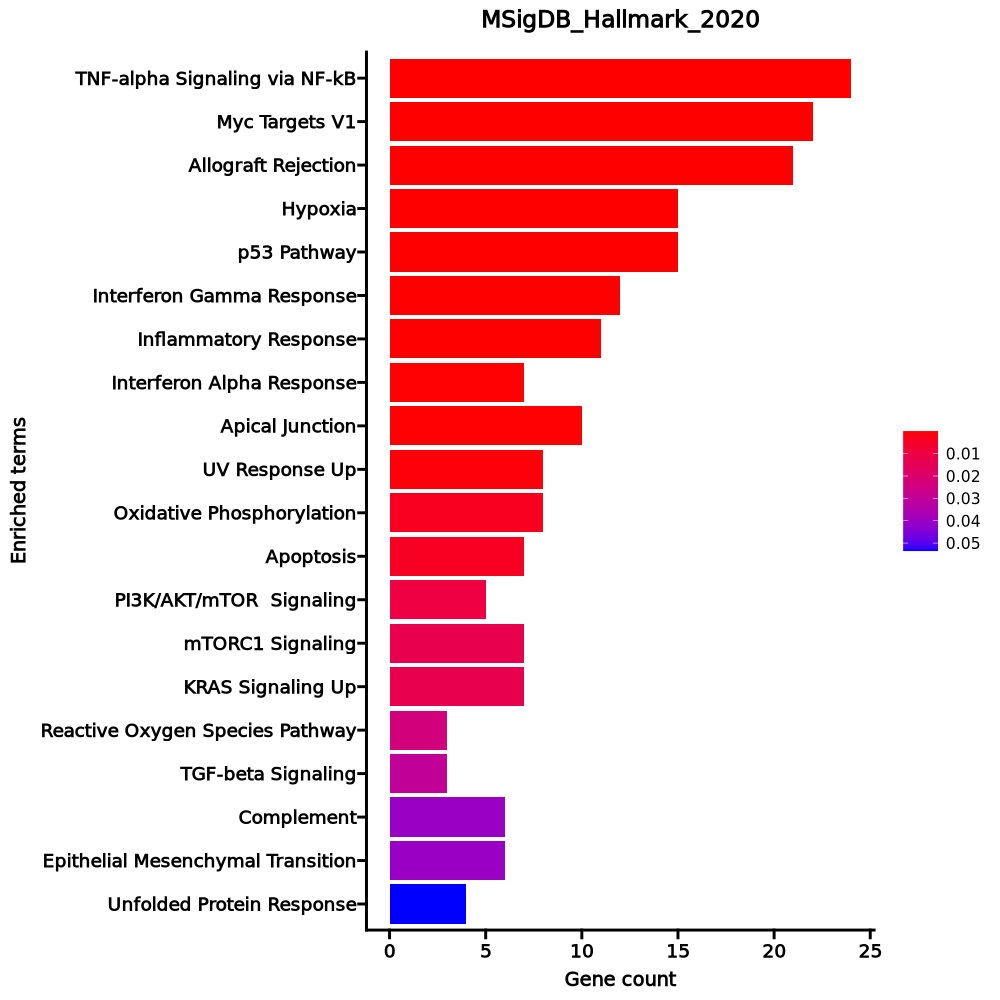 MSigDB_Hallmark_2020
TNF-alpha Signaling via NF-kB
Myc Targets V1
Allograft Rejection
Hypoxia
p53 Pathway
Interferon Gamma Response
Inflammatory Response
Interferon Alpha Response
Apical Junction
UV Response Up
Oxidative Phosphorylation
Apoptosis
PI3K/AKT/mTOR  Signaling
mTORC1 Signaling
KRAS Signaling Up
Reactive Oxygen Species Pathway
TGF-beta Signaling
Complement
Epithelial Mesenchymal Transition
Unfolded Protein Response
Enriched terms
0 5 10 15 20 25
Gene count
0.01
0.02
0.03
0.04
0.05